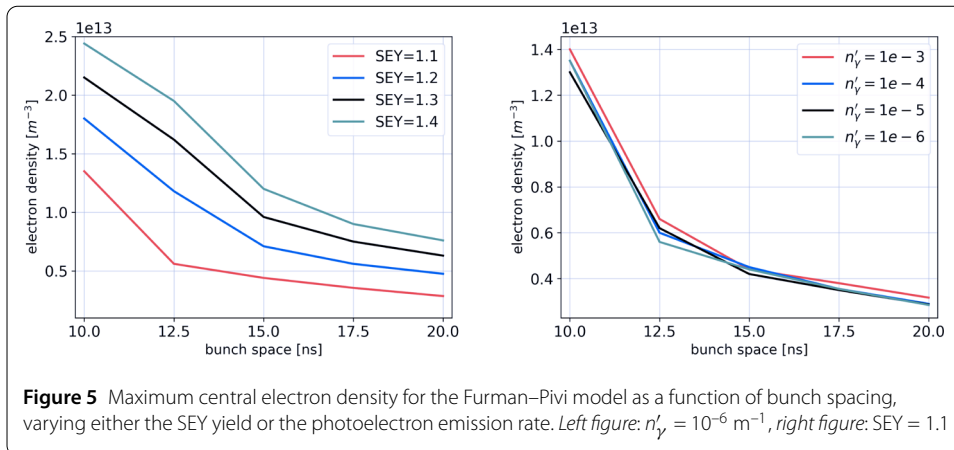 1e13
2.5
2.0
1.5
1.0
0.5
electron density [m⁻³]
SEY=1.1
SEY=1.2
SEY=1.3
SEY=1.4
10.0 12.5 15.0 17.5 20.0
bunch space [ns]
1e13
1.4
1.2
1.0
0.8
0.6
0.4
electron density [m⁻³]
n′γ = 1e − 3
n′γ = 1e − 4
n′γ = 1e − 5
n′γ = 1e − 6
10.0 12.5 15.0 17.5 20.0
bunch space [ns]
Figure 5 Maximum central electron density for the Furman–Pivi model as a function of bunch spacing,
varying either the SEY yield or the photoelectron emission rate. Left figure: n′γ = 10⁻⁶ m⁻¹, right figure: SEY = 1.1